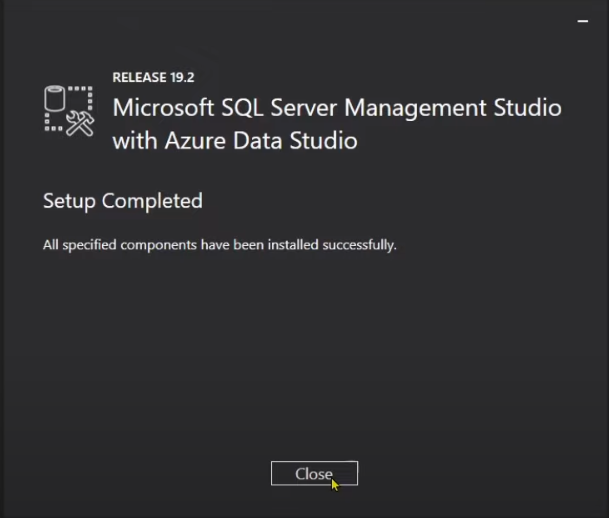 RELEASE 19.2
Microsoft SQL Server Management Studio
with Azure Data Studio
Setup Completed
All specified components have been installed successfully.
Close